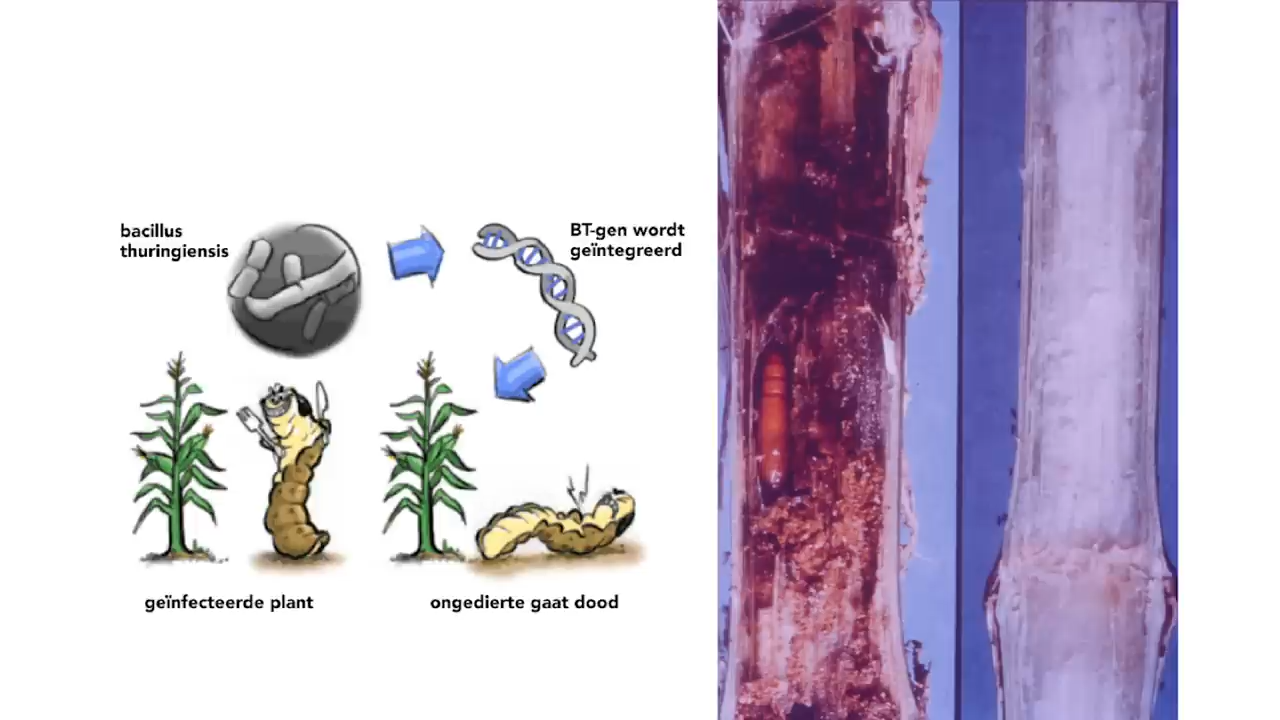 bacillus
thuringiensis
BT-gen wordt
geïntegreerd
geïnfecteerde plant
ongedierte gaat dood